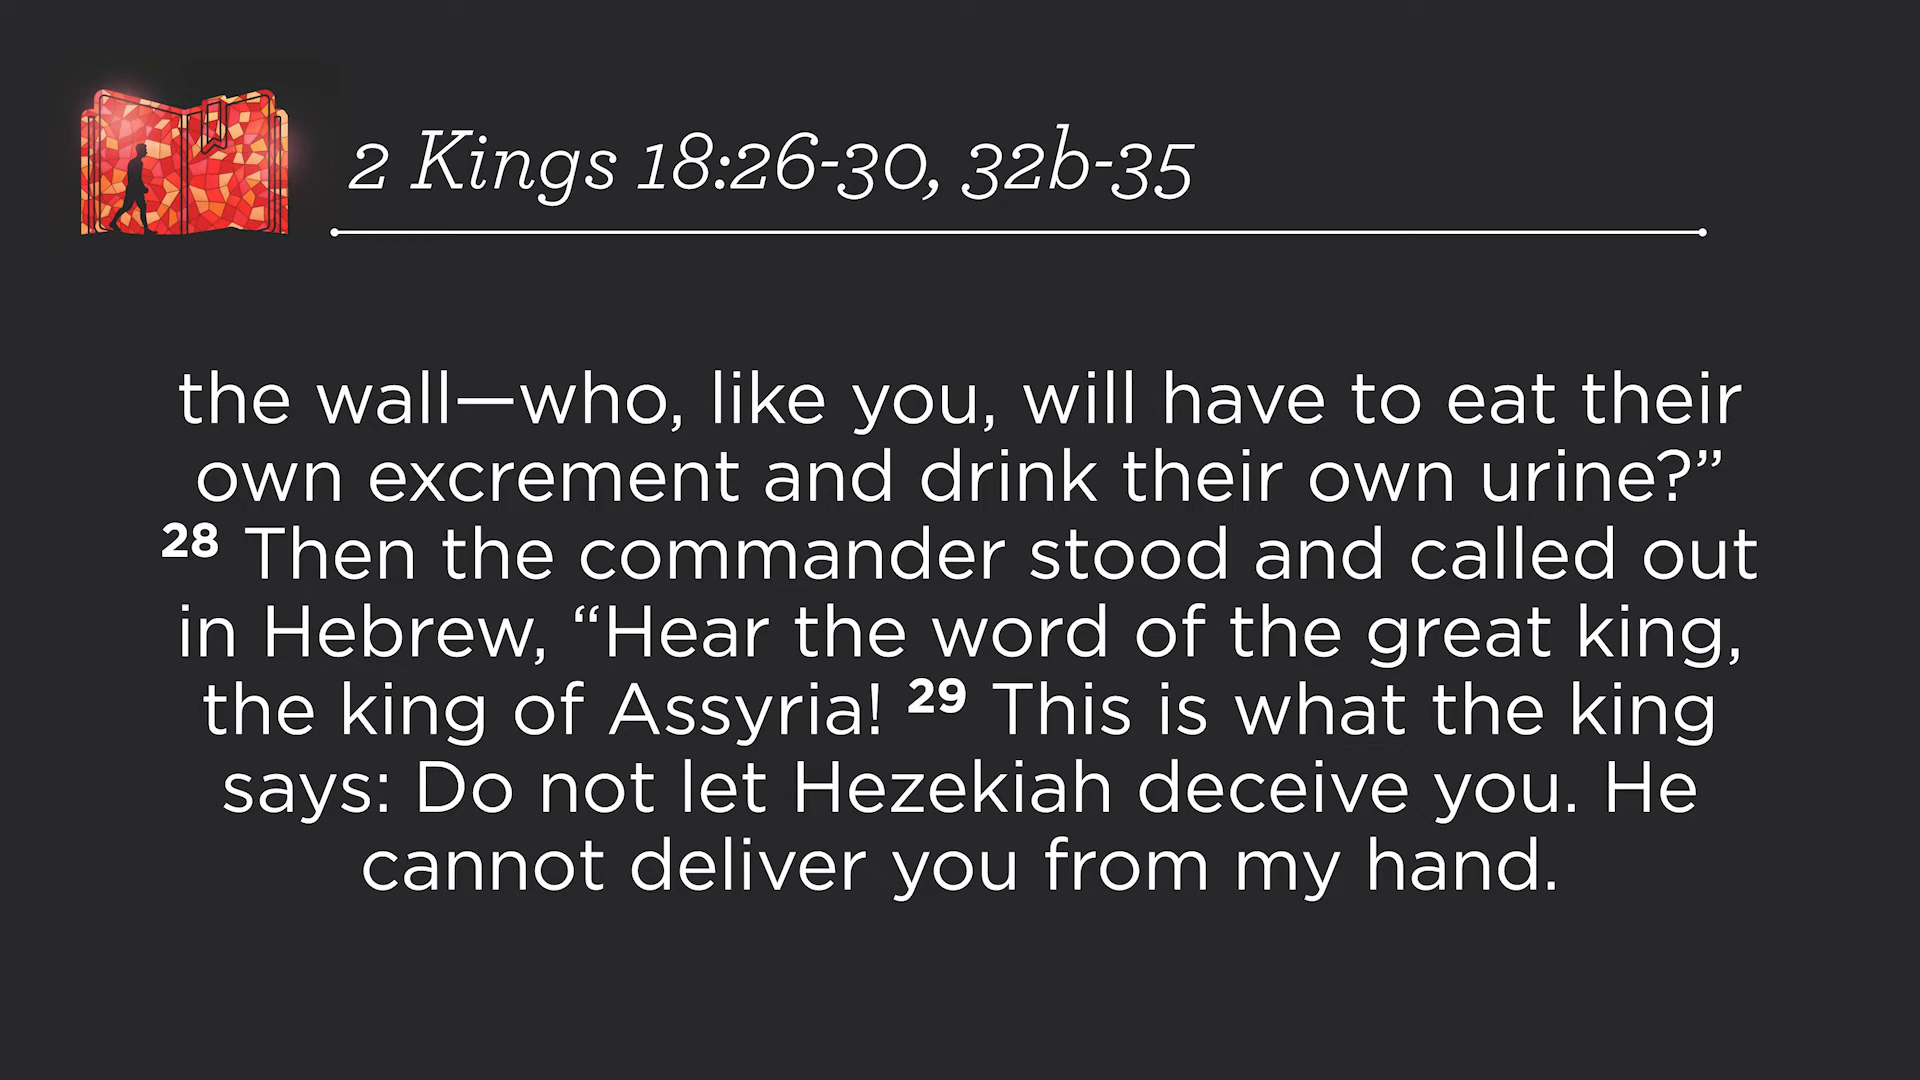 2 Kings 18:26-30, 32b-35
the wall—who, like you, will have to eat their
own excrement and drink their own urine?”
28 Then the commander stood and called out
in Hebrew, “Hear the word of the great king,
the king of Assyria! 29 This is what the king
says: Do not let Hezekiah deceive you. He
cannot deliver you from my hand.